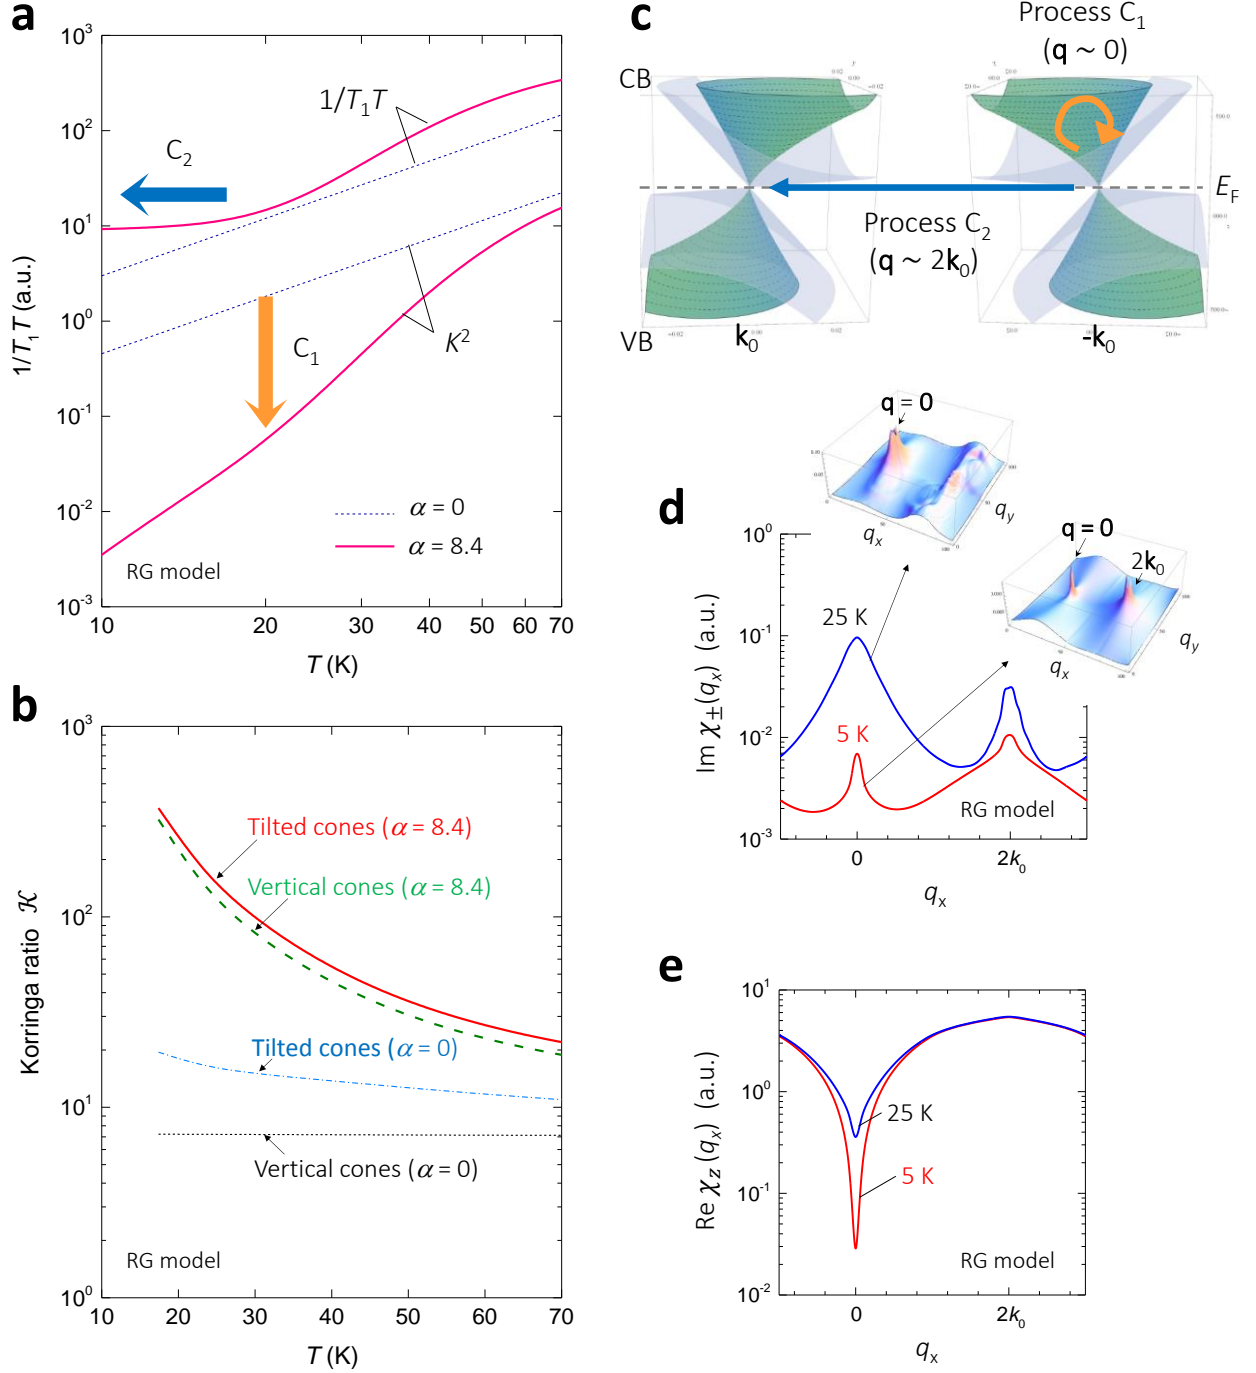 a
10³
10²
10¹
10⁰
10⁻¹
10⁻²
10⁻³
1/T₁T (a.u.)
1/T₁T
C₂
C₁
K²
α = 0
α = 8.4
RG model
10
20
30
40
50
60
70
T (K)
b
10³
10²
10¹
10⁰
Korringa ratio 𝒦
Tilted cones (α = 8.4)
Vertical cones (α = 8.4)
Tilted cones (α = 0)
Vertical cones (α = 0)
RG model
10
20
30
40
50
60
70
T (K)
c
Process C₁
(q ~ 0)
CB
E_F
Process C₂
(q ~ 2k₀)
VB
k₀
-k₀
d
q = 0
q_x
q_y
q = 0
2k₀
q_x
q_y
10⁰
10⁻¹
10⁻²
10⁻³
Im χ±(q_x) (a.u.)
25 K
5 K
RG model
0
2k₀
q_x
e
10¹
10⁰
10⁻¹
10⁻²
Re χ_z(q_x) (a.u.)
25 K
5 K
RG model
0
2k₀
q_x